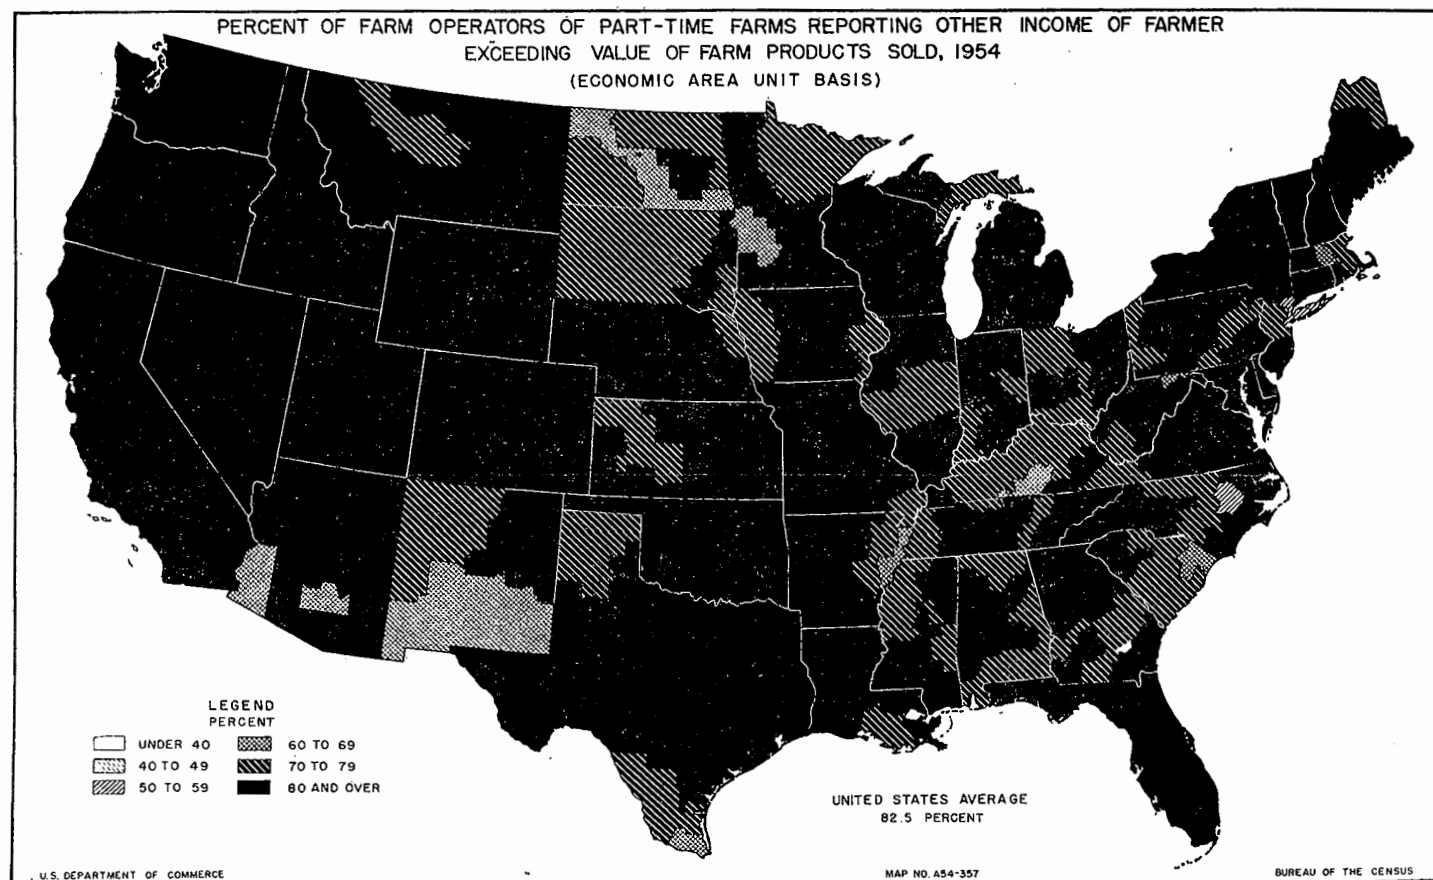 PERCENT OF FARM OPERATORS OF PART-TIME FARMS REPORTING OTHER INCOME OF FARMER
EXCEEDING VALUE OF FARM PRODUCTS SOLD, 1954
(ECONOMIC AREA UNIT BASIS)
LEGEND
PERCENT
UNDER 40
40 TO 49
50 TO 59
60 TO 69
70 TO 79
80 AND OVER
UNITED STATES AVERAGE
82.5 PERCENT
U.S. DEPARTMENT OF COMMERCE
MAP NO. A54-357
BUREAU OF THE CENSUS